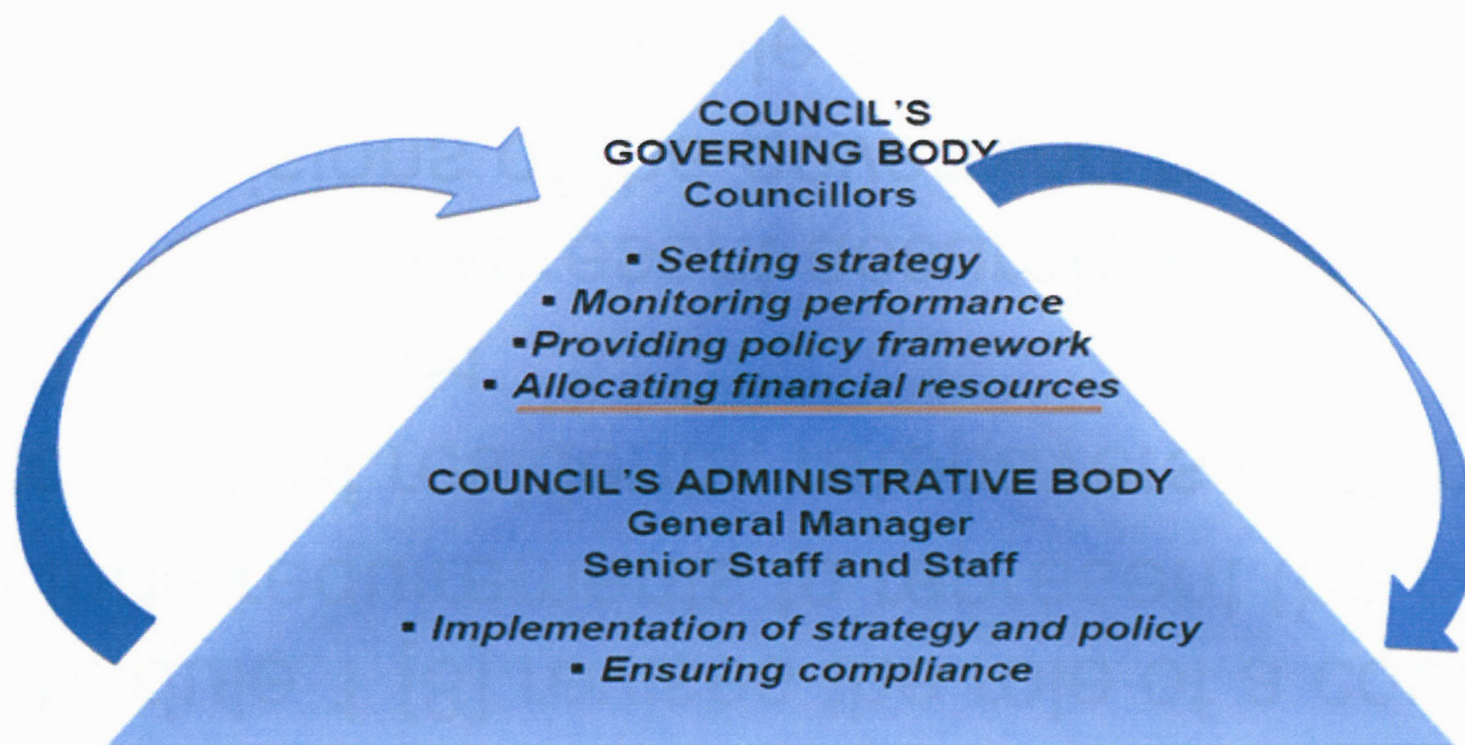 COUNCIL'S
GOVERNING BODY
Councillors
▪ Setting strategy
▪ Monitoring performance
▪Providing policy framework
▪ Allocating financial resources
COUNCIL'S ADMINISTRATIVE BODY
General Manager
Senior Staff and Staff
▪ Implementation of strategy and policy
▪ Ensuring compliance